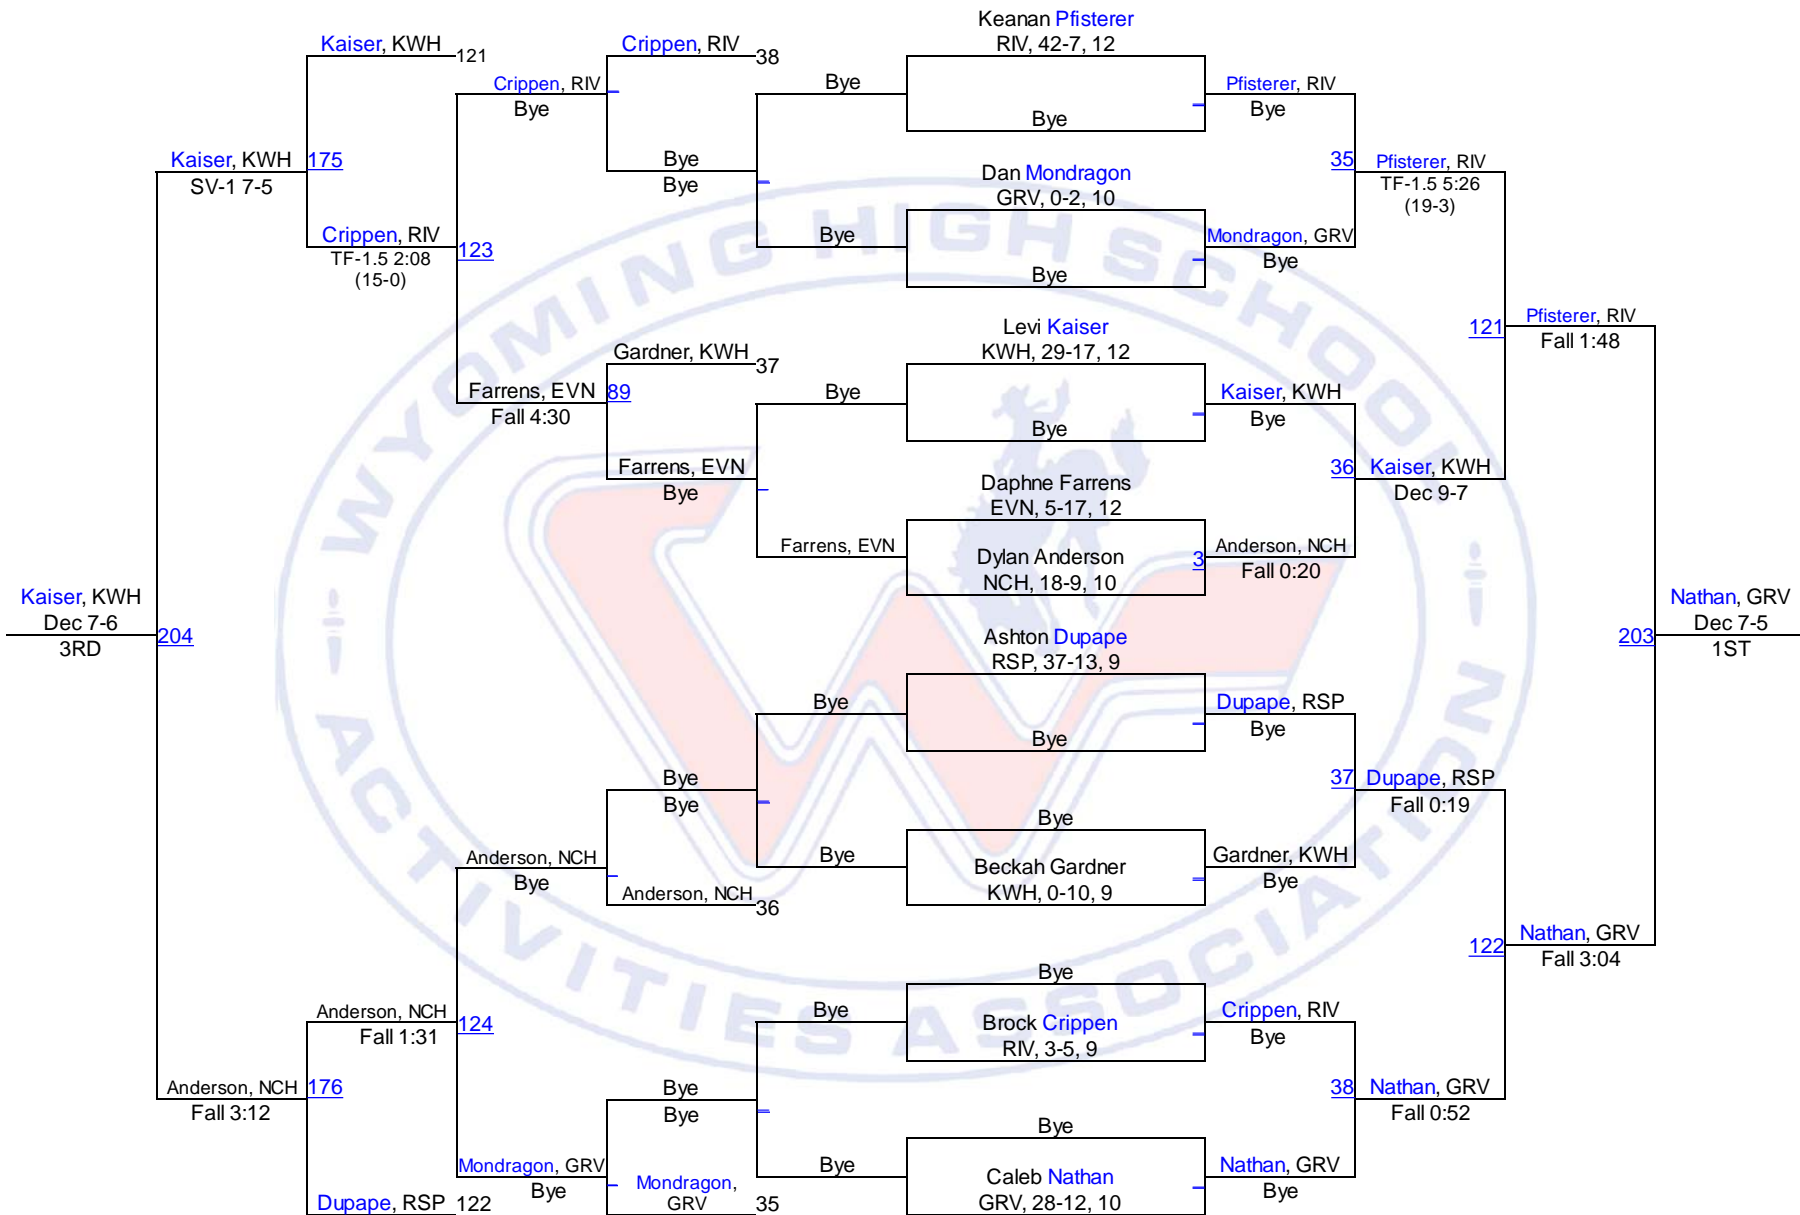 Kaiser, KWH
Dec 7-6
3RD
204
Kaiser, KWH
SV-1 7-5
Anderson, NCH
Fall 3:12
Kaiser, KWH
121
175
Crippen, RIV
TF-1.5 2:08
(15-0)
Anderson, NCH
Fall 1:31
176
Dupape, RSP
122
Crippen, RIV
Bye
123
Farrens, EVN
Fall 4:30
Anderson, NCH
Bye
124
Mondragon, GRV
Bye
Crippen, RIV
38
Bye
Bye
Gardner, KWH
37
89
Farrens, EVN
Bye
Bye
Bye
Anderson, NCH
36
Bye
Bye
Mondragon,
GRV
35
Bye
Bye
Bye
Farrens, EVN
Bye
Bye
Bye
Bye
Keanan Pfisterer
RIV, 42-7, 12
Bye
Dan Mondragon
GRV, 0-2, 10
Bye
Levi Kaiser
KWH, 29-17, 12
Bye
Daphne Farrens
EVN, 5-17, 12
Dylan Anderson
NCH, 18-9, 10
3
Ashton Dupape
RSP, 37-13, 9
Bye
Bye
Beckah Gardner
KWH, 0-10, 9
Bye
Brock Crippen
RIV, 3-5, 9
Bye
Caleb Nathan
GRV, 28-12, 10
Pfisterer, RIV
Bye
35
Mondragon, GRV
Bye
Kaiser, KWH
Bye
36
Anderson, NCH
Fall 0:20
Dupape, RSP
Bye
37
Gardner, KWH
Bye
Crippen, RIV
Bye
38
Nathan, GRV
Bye
Pfisterer, RIV
TF-1.5 5:26
(19-3)
121
Kaiser, KWH
Dec 9-7
Dupape, RSP
Fall 0:19
122
Nathan, GRV
Fall 0:52
Pfisterer, RIV
Fall 1:48
203
Nathan, GRV
Fall 3:04
Nathan, GRV
Dec 7-5
1ST
WYOMING HIGH SCHOOL
ACTIVITIES ASSOCIATION